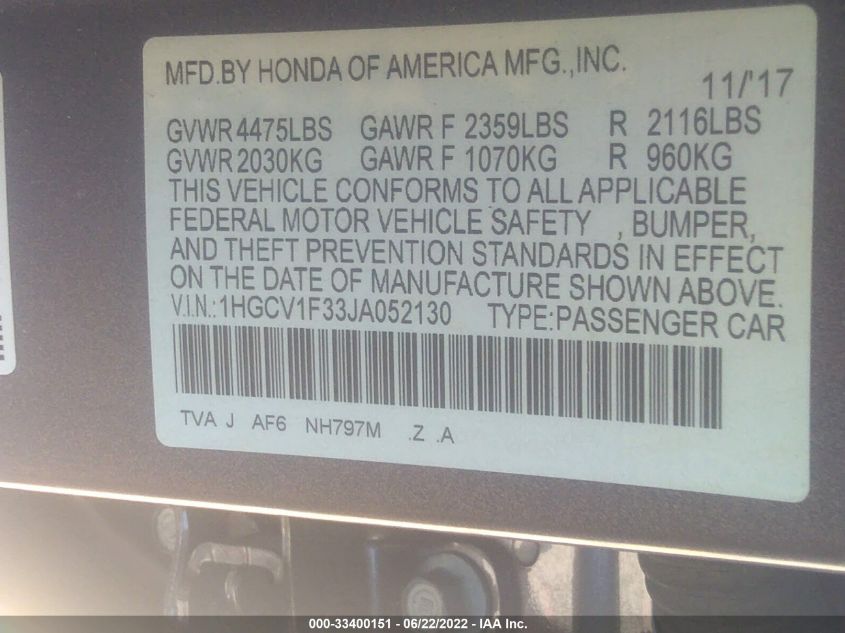 MFD.BY HONDA OF AMERICA MFG.,INC.
11/'17
GVWR 4475LBS GAWR F 2359LBS R 2116LBS
GVWR 2030KG GAWR F 1070KG R 960KG
THIS VEHICLE CONFORMS TO ALL APPLICABLE
FEDERAL MOTOR VEHICLE SAFETY , BUMPER,
AND THEFT PREVENTION STANDARDS IN EFFECT
ON THE DATE OF MANUFACTURE SHOWN ABOVE.
V.I.N.:1HGCV1F33JA052130 TYPE:PASSENGER CAR
TVA J AF6 NH797M .Z .A
000-33400151 - 06/22/2022 - IAA Inc.